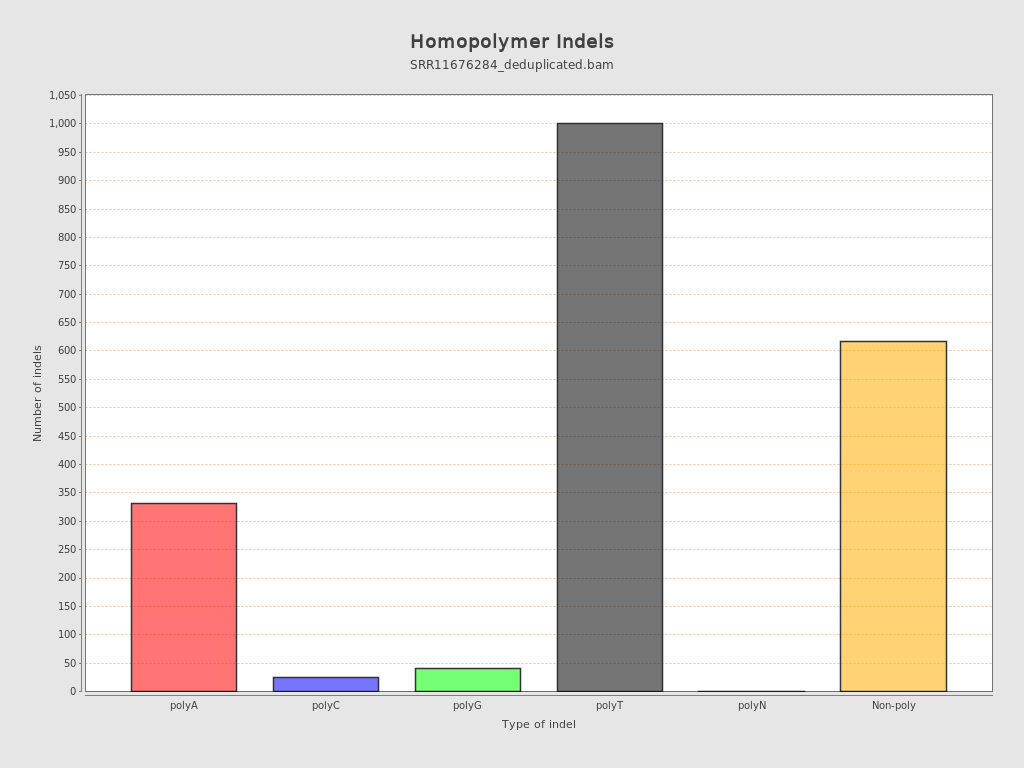 Homopolymer Indels
SRR11676284_deduplicated.bam
1,050
1,000
950
900
850
800
750
700
650
600
550
500
450
400
350
300
250
200
150
100
50
0
Number of indels
polyA
polyC
polyG
polyT
polyN
Non-poly
Type of indel